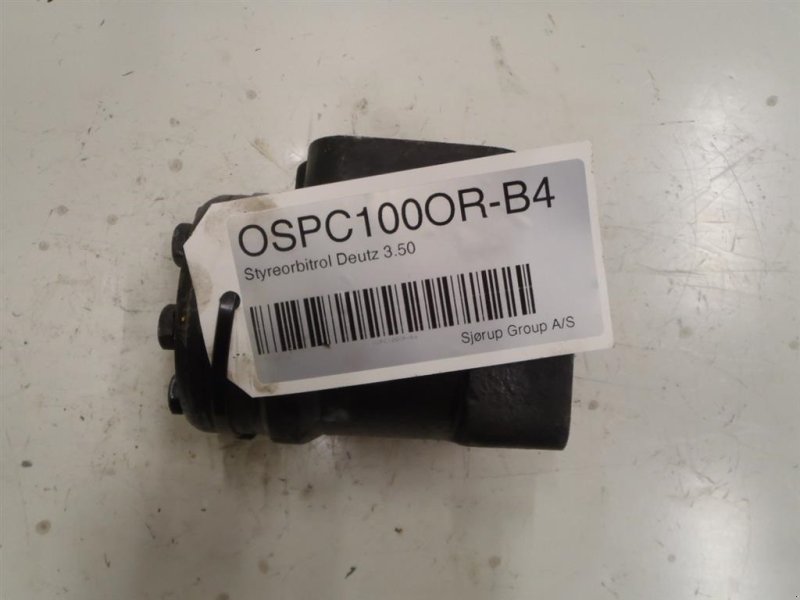 OSPC100OR-B4
Styreorbitrol Deutz 3.50
Sjørup Group A/S